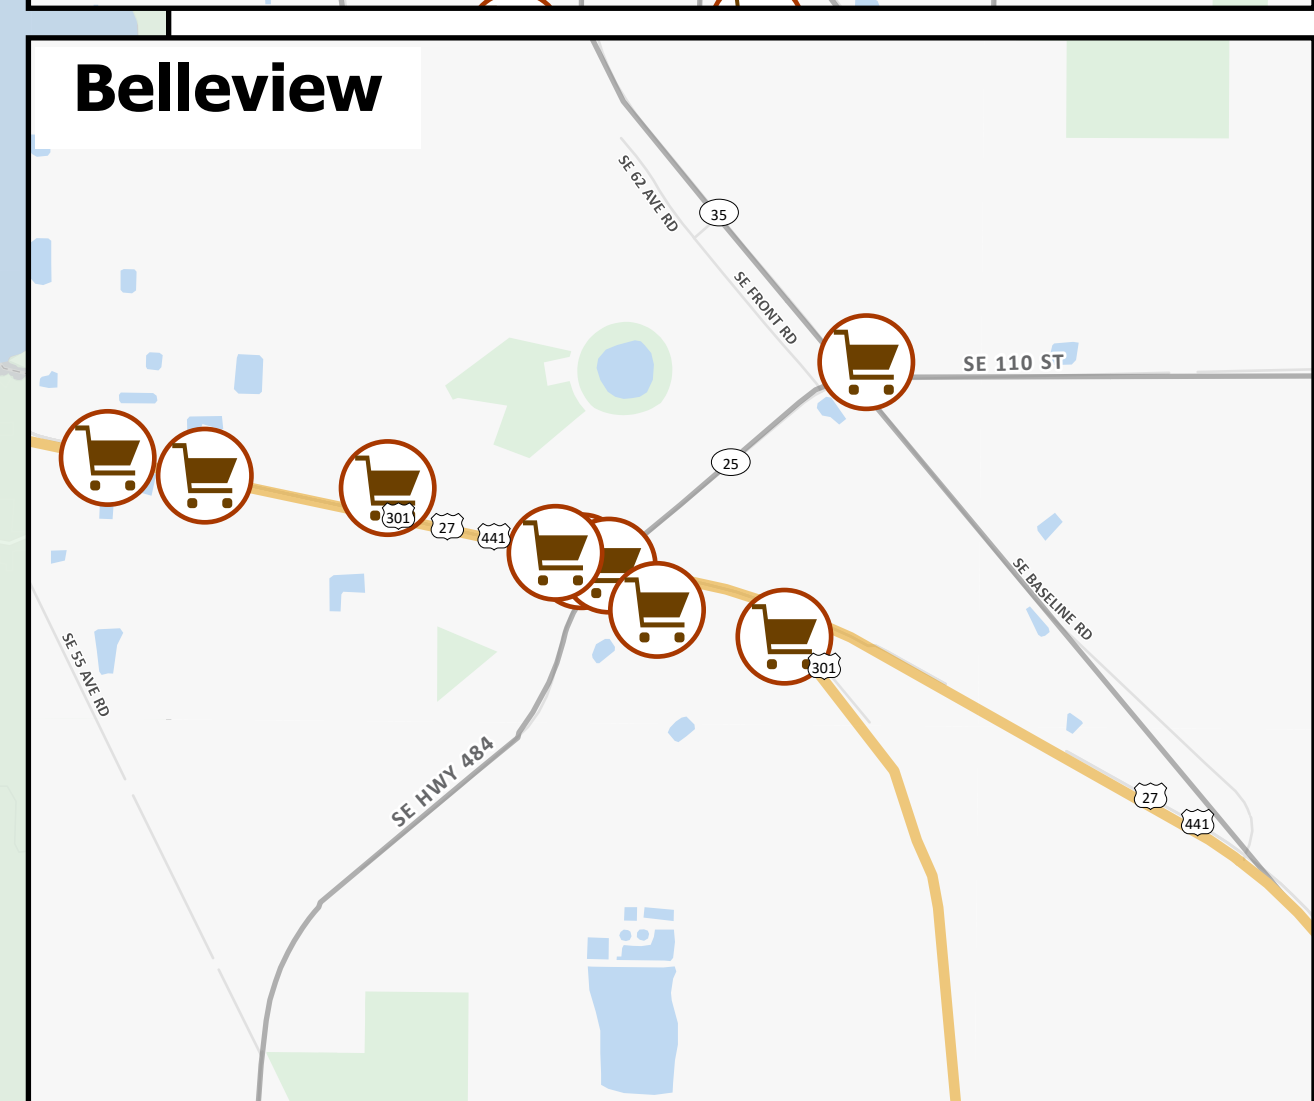 Belleview
SE 62 AVE RD
35
SE FRONT RD
SE 110 ST
25
301
27
441
SE BASELINE RD
SE 55 AVE RD
301
SE HWY 484
27
441